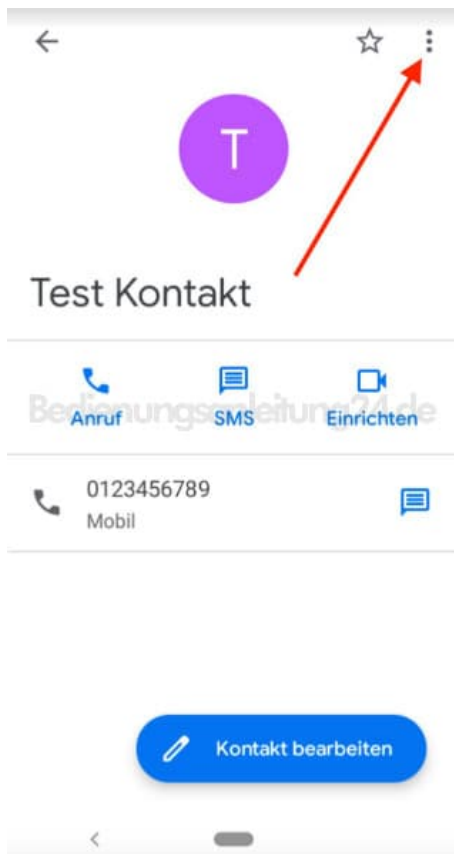 T
Test Kontakt
Bedienungsanleitung24.de
Anruf SMS Einrichten
0123456789
Mobil
Kontakt bearbeiten